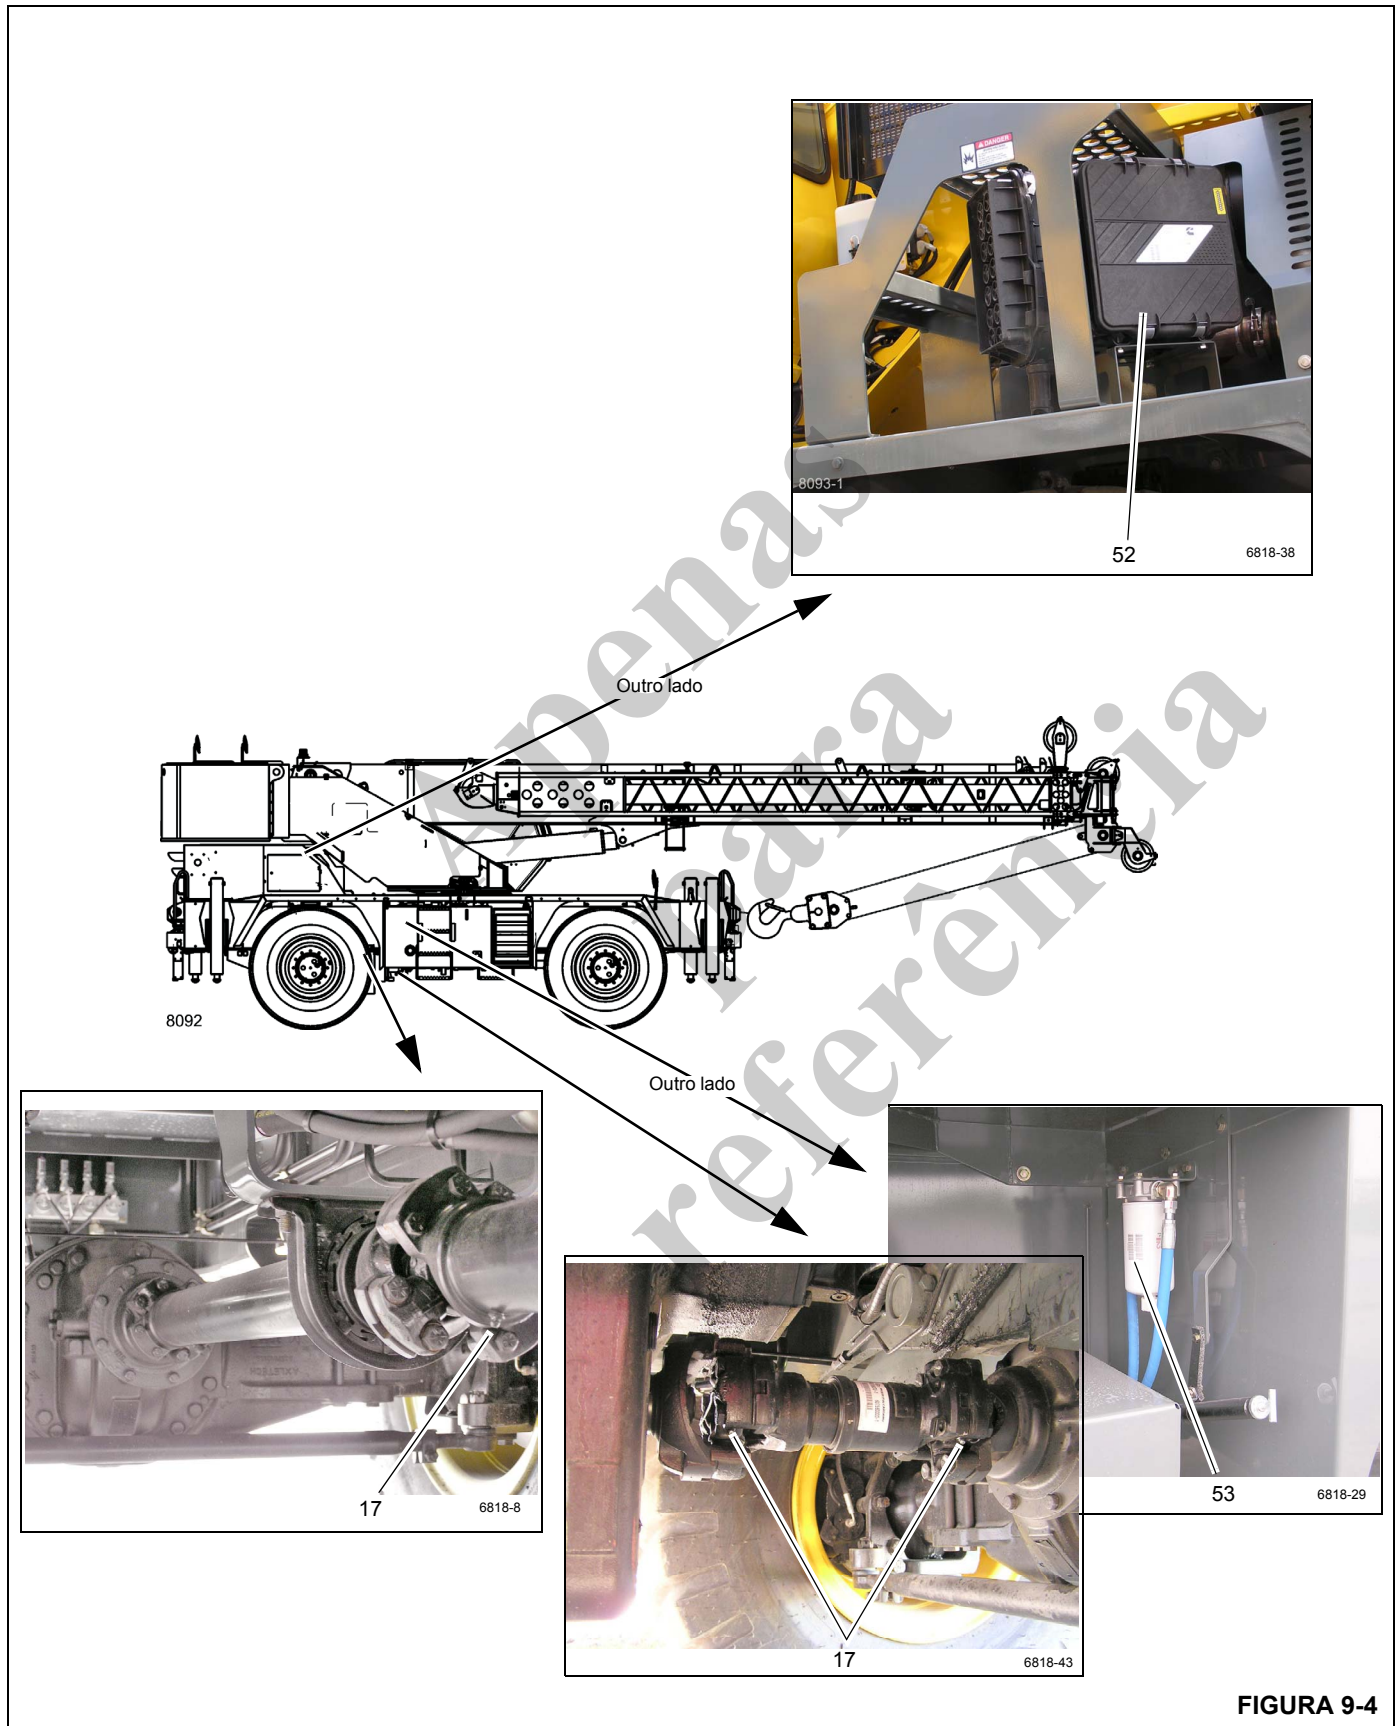 DANGER
8093-1
52
6818-38
Outro lado
8092
Outro lado
17
6818-8
53
6818-29
17
6818-43
Apenas
para
referência
FIGURA 9-4